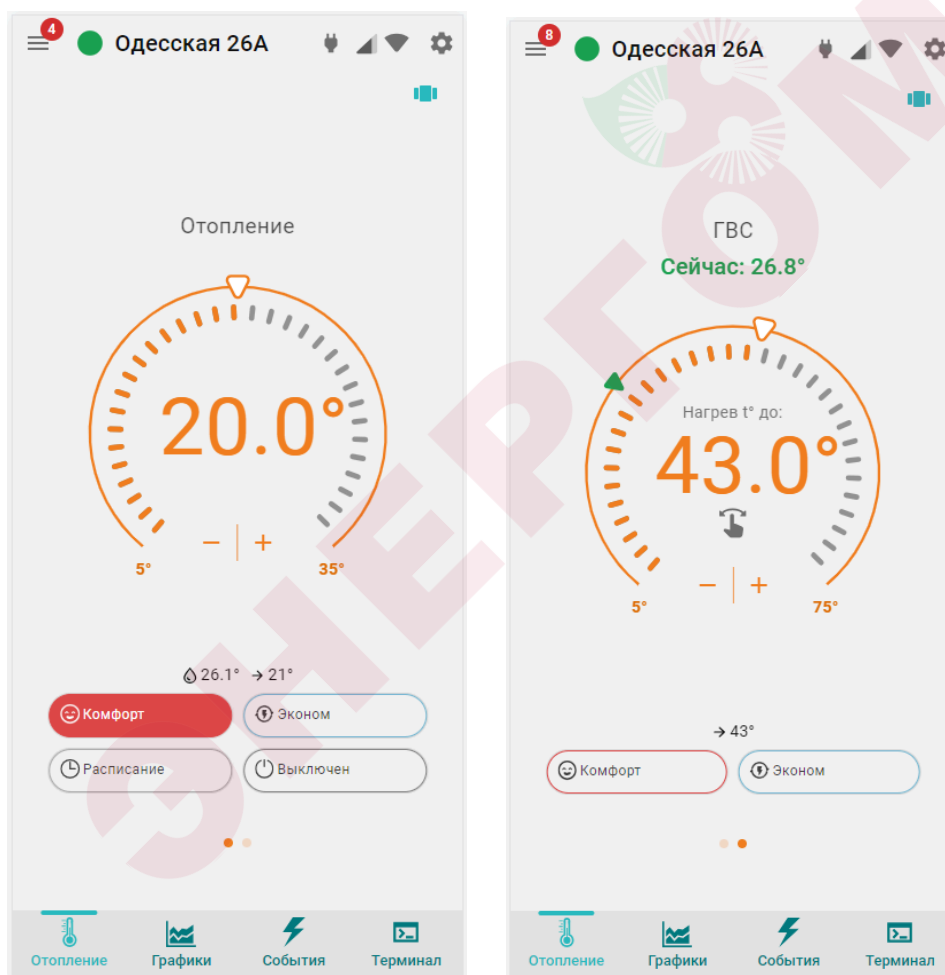 4
Одесская 26А
Отопление
20.0°
− | +
5°
35°
26.1° → 21°
Комфорт
Эконом
Расписание
Выключен
Отопление
Графики
События
Терминал
8
Одесская 26А
ГВС
Сейчас: 26.8°
Нагрев t° до:
43.0°
− | +
5°
75°
→ 43°
Комфорт
Эконом
Отопление
Графики
События
Терминал
ЭНЕРГОМ